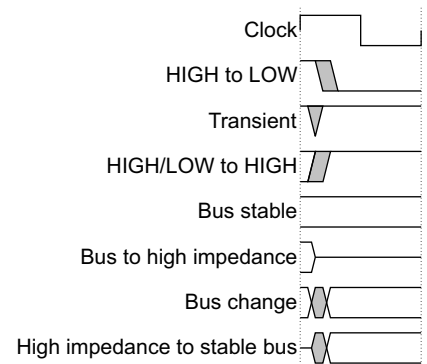 Clock
HIGH to LOW
Transient
HIGH/LOW to HIGH
Bus stable
Bus to high impedance
Bus change
High impedance to stable bus